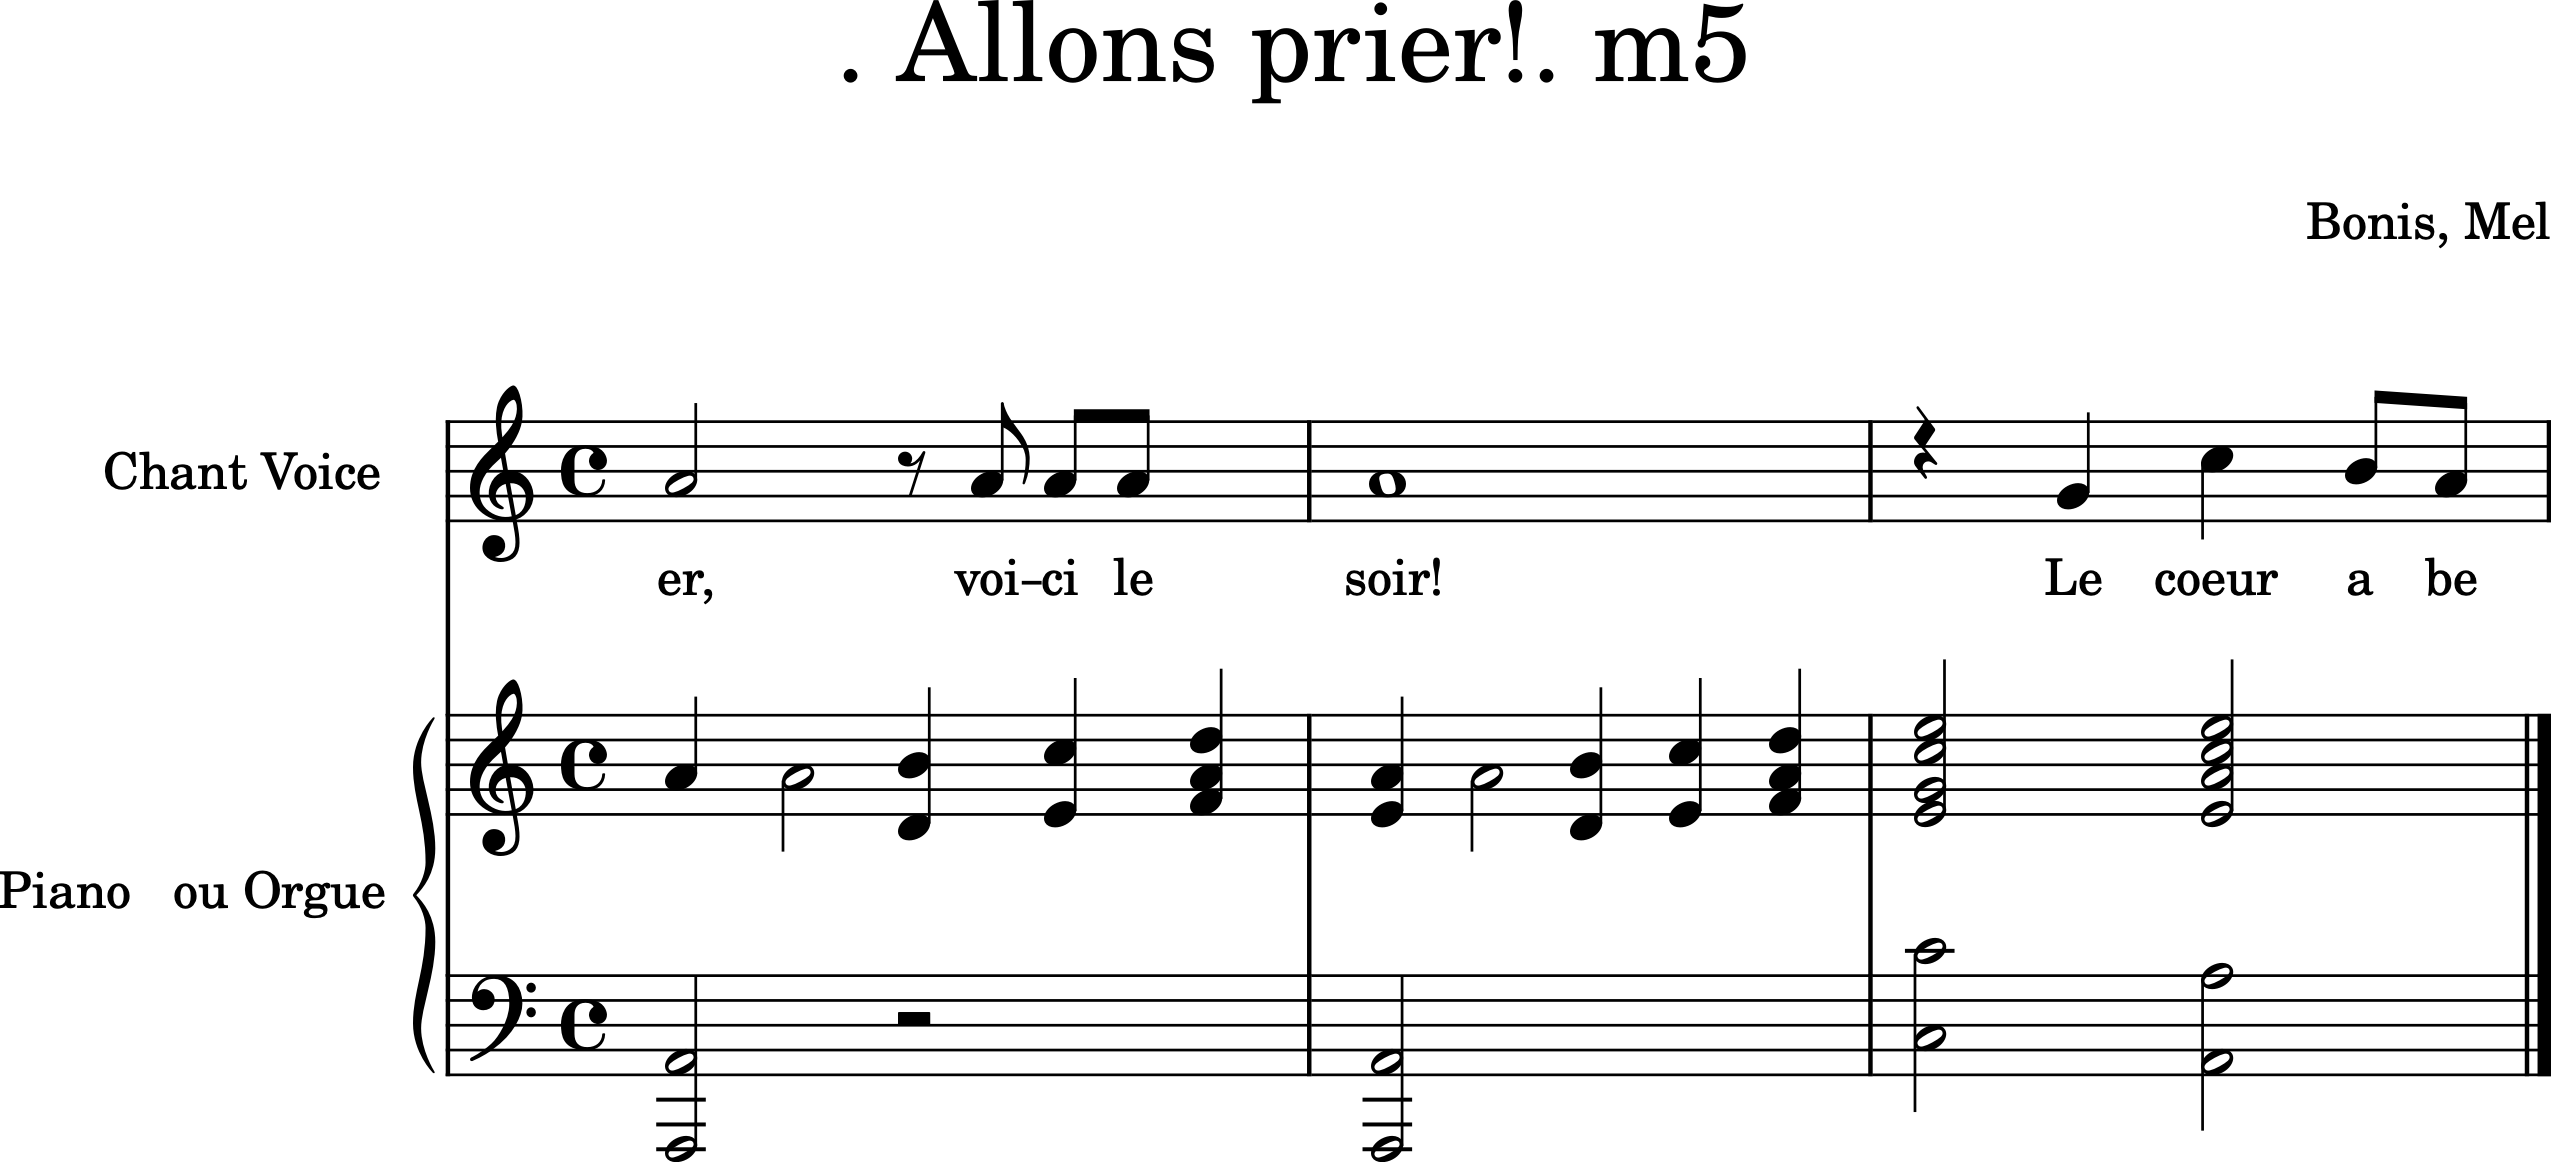 . Allons prier!. m5
Bonis, Mel
Chant Voice
er, voi-ci le soir! Le coeur a be
Piano ou Orgue